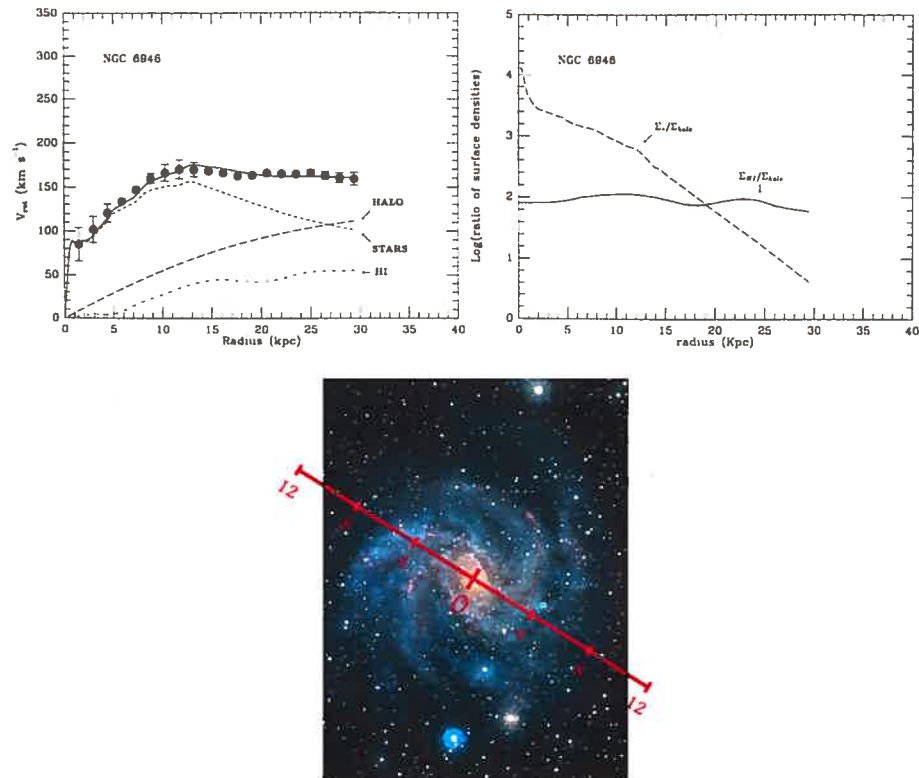 350
300
250
200
150
100
50
0
0 5 10 15 20 25 30 35 40
NGC 6946
HALO
STARS
HI
V_rot (km s⁻¹)
Radius (kpc)
5
4
3
2
1
0
0 5 10 15 20 25 30 35 40
NGC 6946
Σ*/Σhalo
ΣHI/Σhalo
Log(ratio of surface densities)
radius (Kpc)
12
0
12